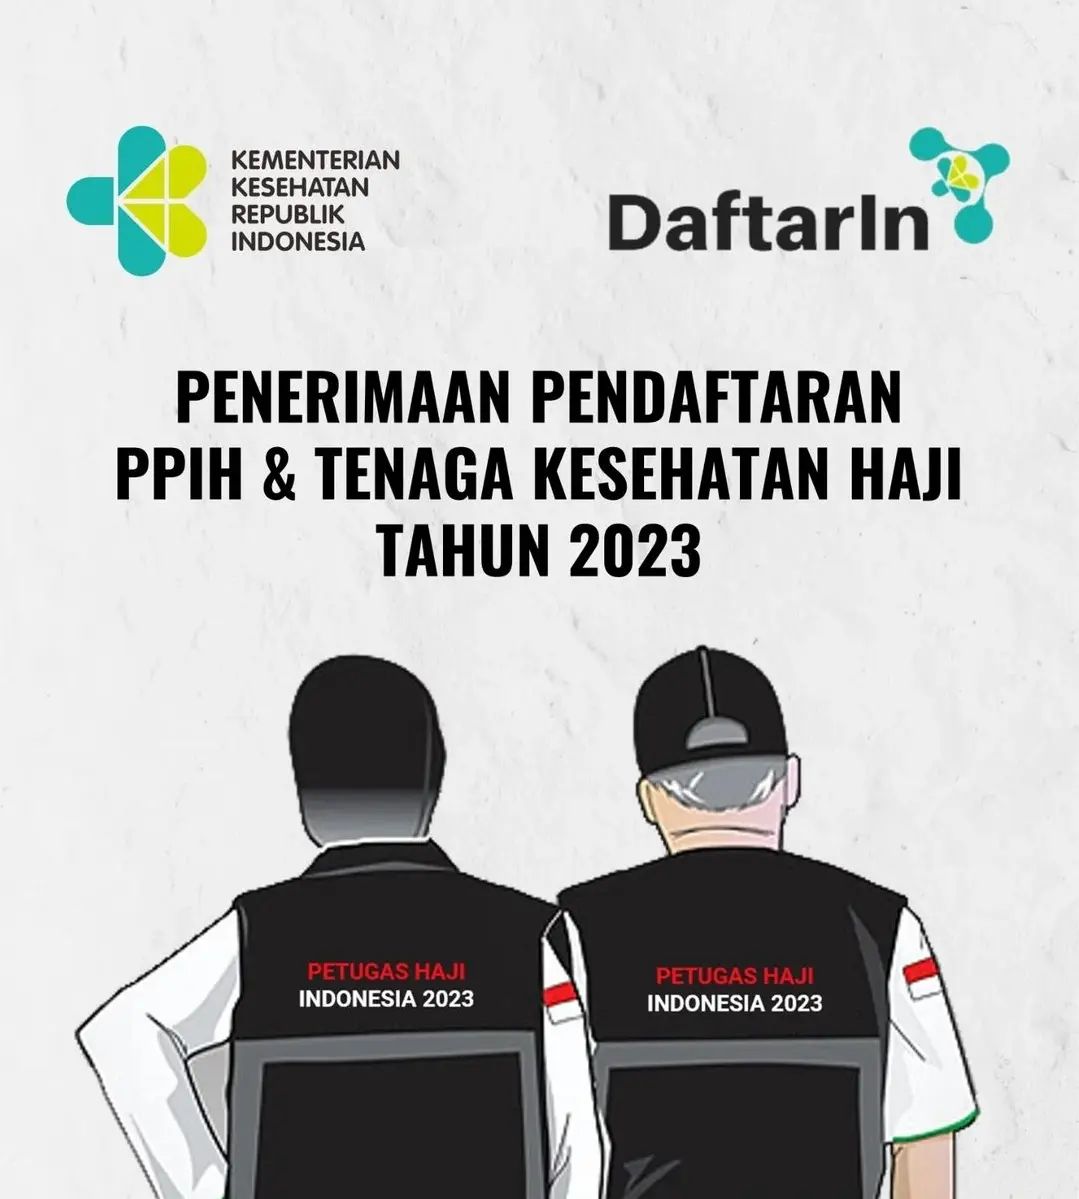 KEMENTERIAN
KESEHATAN
REPUBLIK
INDONESIA
DaftarIn
PENERIMAAN PENDAFTARAN
PPIH & TENAGA KESEHATAN HAJI
TAHUN 2023
PETUGAS HAJI
INDONESIA 2023
PETUGAS HAJI
INDONESIA 2023